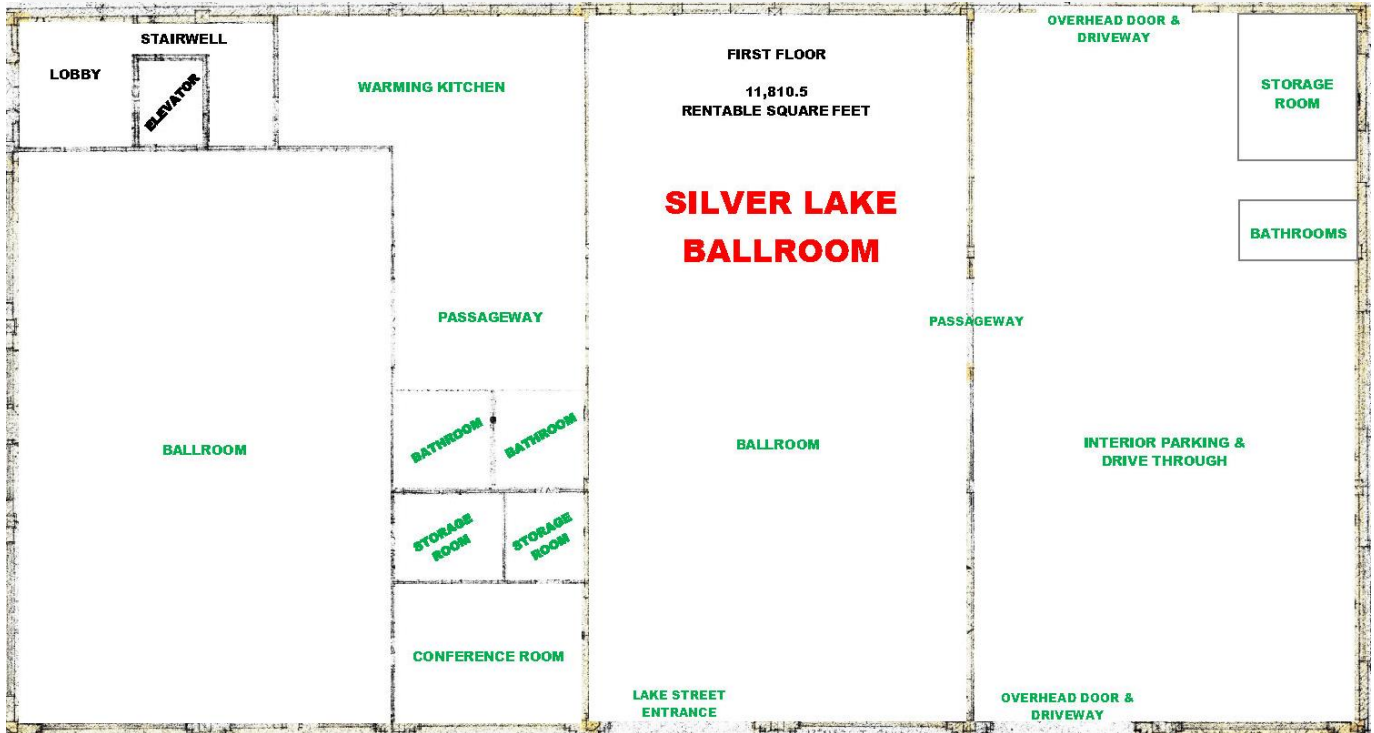 STAIRWELL
LOBBY
ELEVATOR
WARMING KITCHEN
FIRST FLOOR
11,810.5
RENTABLE SQUARE FEET
OVERHEAD DOOR &
DRIVEWAY
STORAGE
ROOM
SILVER LAKE
BALLROOM
BATHROOMS
PASSAGEWAY
PASSAGEWAY
BALLROOM
BATHROOM
BATHROOM
BALLROOM
INTERIOR PARKING &
DRIVE THROUGH
STORAGE
ROOM
STORAGE
ROOM
CONFERENCE ROOM
LAKE STREET
ENTRANCE
OVERHEAD DOOR &
DRIVEWAY